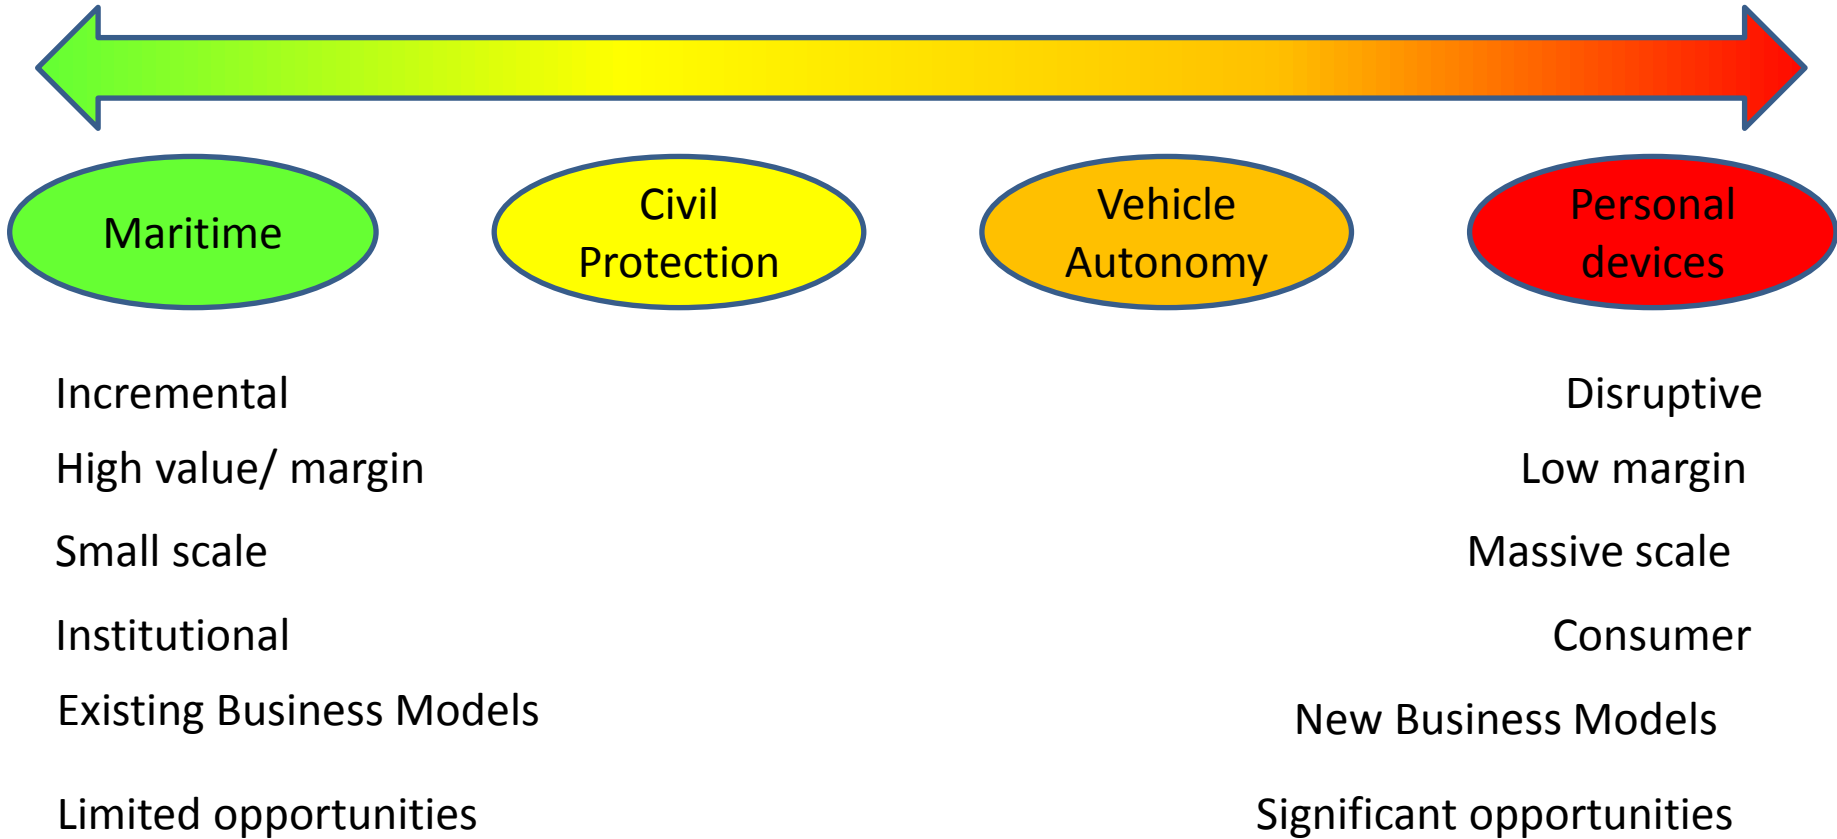 Maritime
Civil
Protection
Vehicle
Autonomy
Personal
devices
Incremental
Disruptive
High value/ margin
Low margin
Small scale
Massive scale
Institutional
Consumer
Existing Business Models
New Business Models
Limited opportunities
Significant opportunities